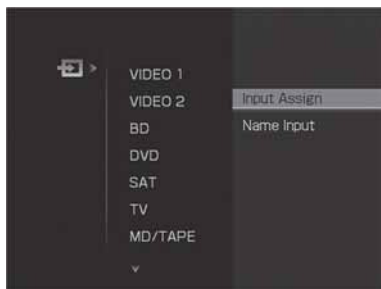 VIDEO 1
VIDEO 2
BD
DVD
SAT
TV
MD/TAPE
Input Assign
Name Input